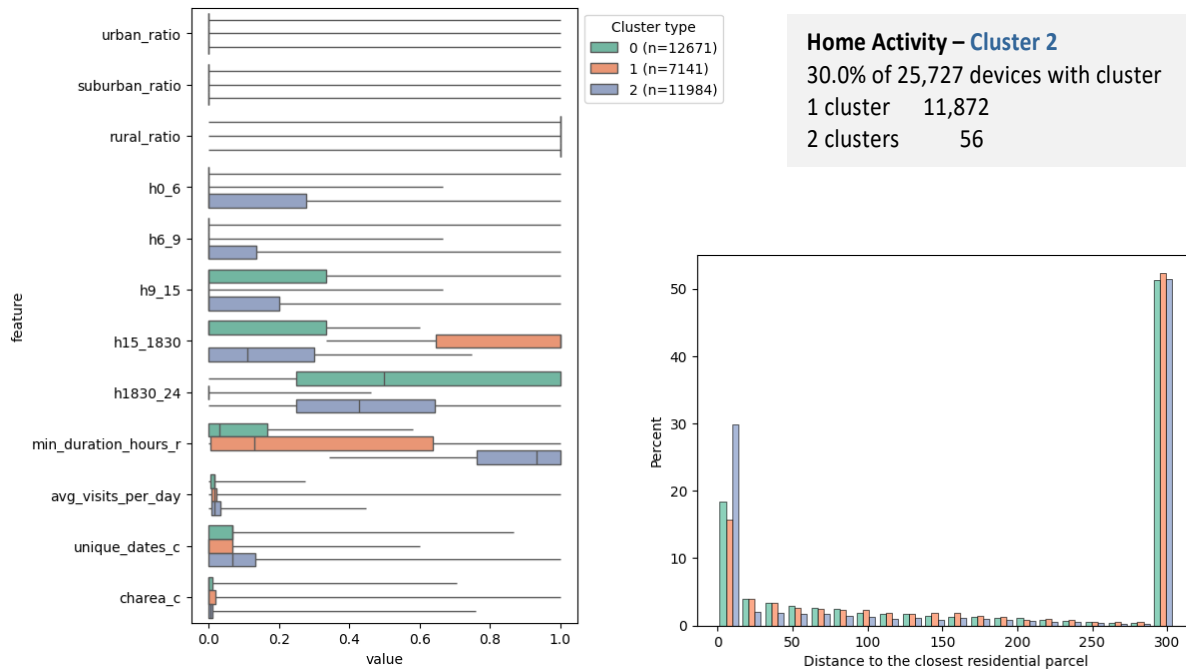 feature
urban_ratio
suburban_ratio
rural_ratio
h0_6
h6_9
h9_15
h15_1830
h1830_24
min_duration_hours_r
avg_visits_per_day
unique_dates_c
charea_c
0.0 0.2 0.4 0.6 0.8 1.0
value
Cluster type
0 (n=12671)
1 (n=7141)
2 (n=11984)
Home Activity – Cluster 2
30.0% of 25,727 devices with cluster
1 cluster 11,872
2 clusters 56
Percent
50
40
30
20
10
0
0 50 100 150 200 250 300
Distance to the closest residential parcel